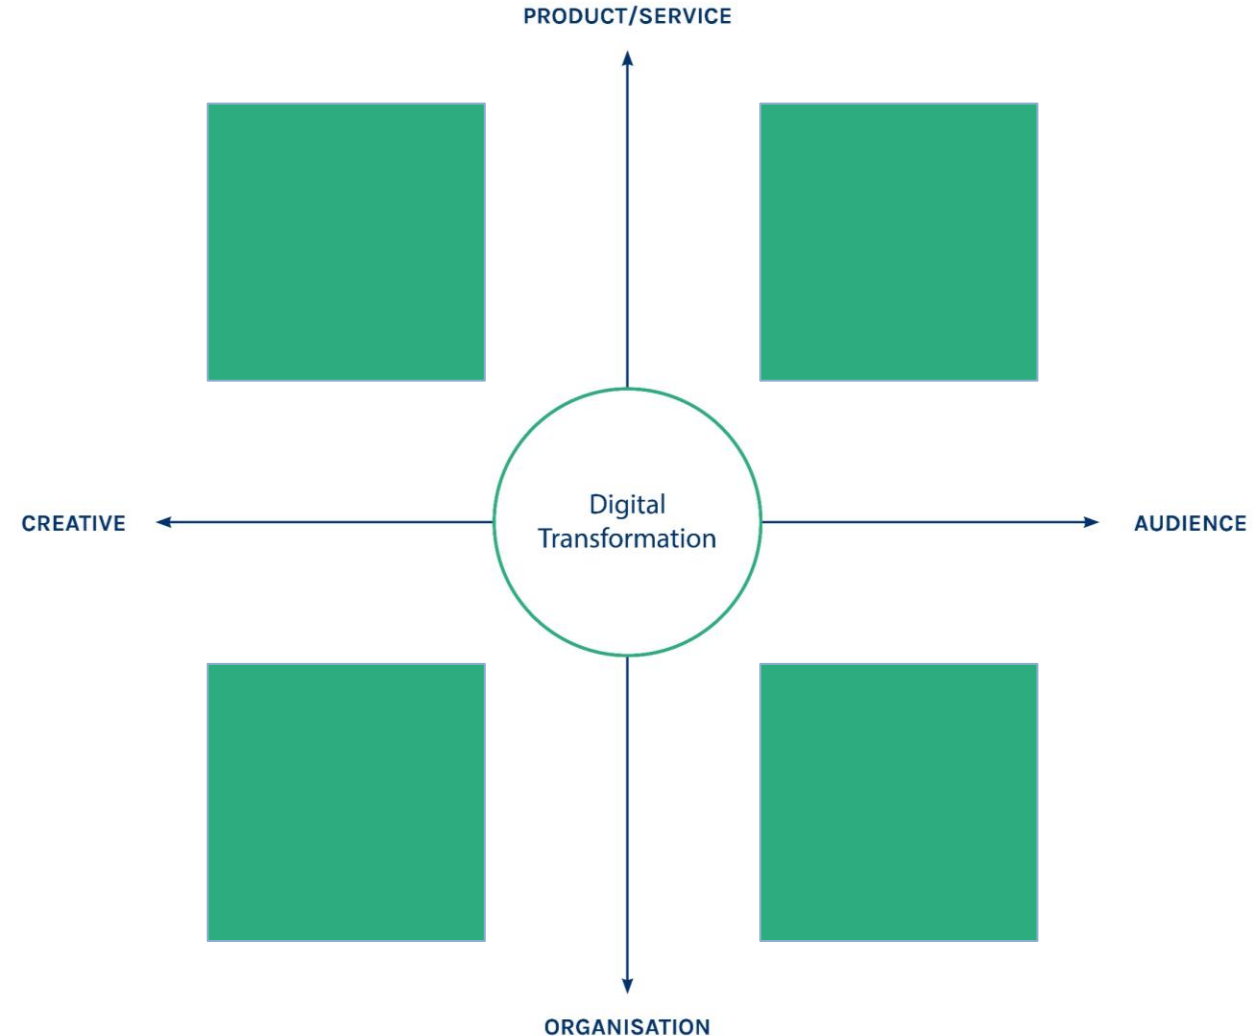 PRODUCT/SERVICE
CREATIVE
Digital
Transformation
AUDIENCE
ORGANISATION